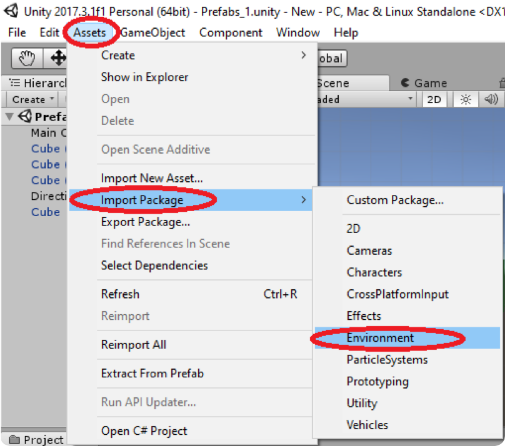 Unity 2017.3.1f1 Personal (64bit) - Prefabs_1.unity - New - PC, Mac & Linux Standalone <DX1
File Edit Assets GameObject Component Window Help
obal
Hierarc Scene Game
Create aded 2D
Prefa
Main C
Cube (
Cube (
Cube (
Directi
Cube
Create
Show in Explorer
Open
Delete
Open Scene Additive
Import New Asset...
Import Package
Export Package...
Find References In Scene
Select Dependencies
Refresh Ctrl+R
Reimport
Reimport All
Extract From Prefab
Run API Updater...
Open C# Project
Custom Package...
2D
Cameras
Characters
CrossPlatformInput
Effects
Environment
ParticleSystems
Prototyping
Utility
Vehicles
Project